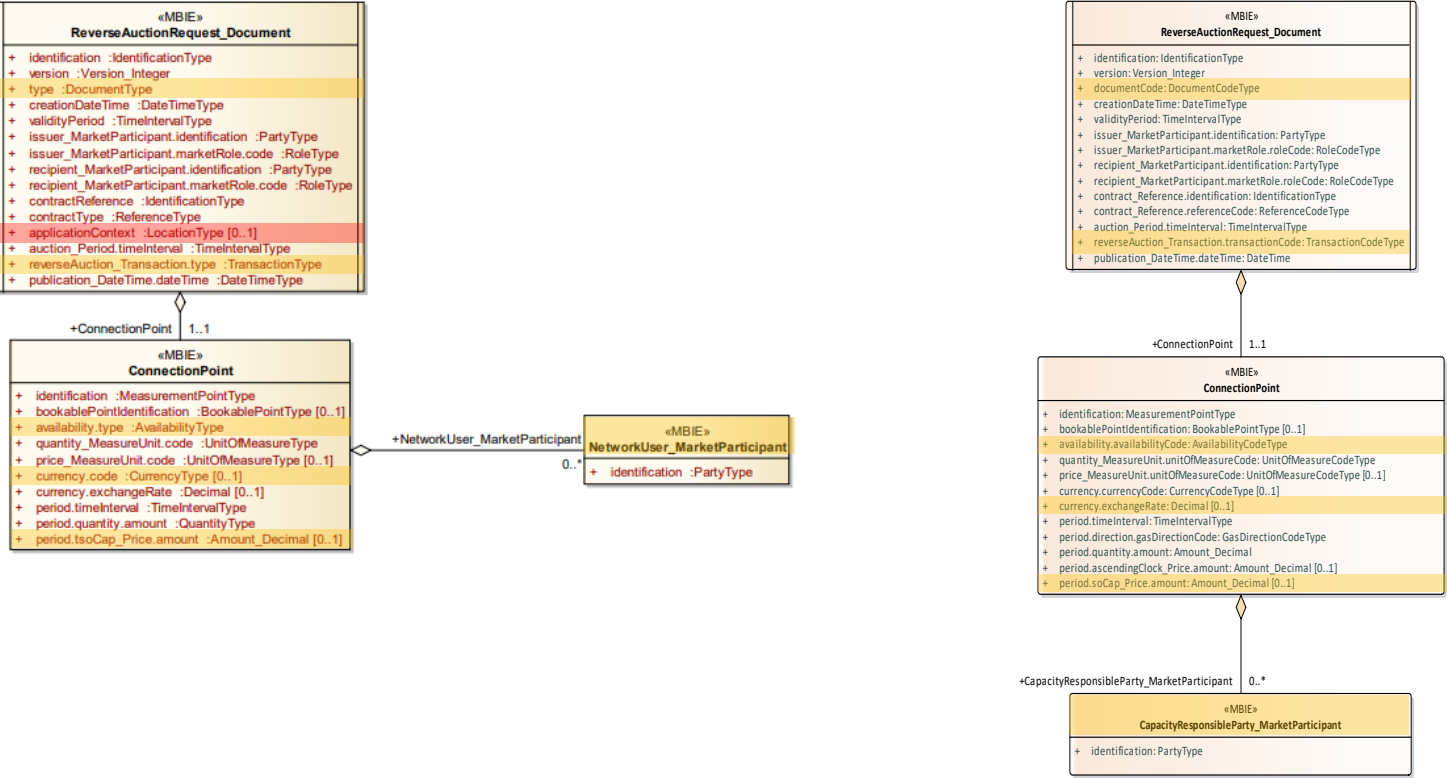 «MBIE»
ReverseAuctionRequest_Document
+ identification :IdentificationType
+ version :Version_Integer
+ type :DocumentType
+ creationDateTime :DateTimeType
+ validityPeriod :TimeIntervalType
+ issuer_MarketParticipant.identification :PartyType
+ issuer_MarketParticipant.marketRole.code :RoleType
+ recipient_MarketParticipant.identification :PartyType
+ recipient_MarketParticipant.marketRole.code :RoleType
+ contractReference :IdentificationType
+ contractType :ReferenceType
+ applicationContext :LocationType [0..1]
+ auction_Period.timeInterval :TimeIntervalType
+ reverseAuction_Transaction.type :TransactionType
+ publication_DateTime.dateTime :DateTimeType
+ConnectionPoint 1..1
«MBIE»
ConnectionPoint
+ identification :MeasurementPointType
+ bookablePointIdentification :BookablePointType [0..1]
+ availability.type :AvailabilityType
+ quantity_MeasureUnit.code :UnitOfMeasureType
+ price_MeasureUnit.code :UnitOfMeasureType [0..1]
+ currency.code :CurrencyType [0..1]
+ currency.exchangeRate :Decimal [0..1]
+ period.timeInterval :TimeIntervalType
+ period.quantity.amount :QuantityType
+ period.tsoCap_Price.amount :Amount_Decimal [0..1]
+NetworkUser_MarketParticipant
0..*
«MBIE»
NetworkUser_MarketParticipant
+ identification :PartyType
«MBIE»
ReverseAuctionRequest_Document
+ identification: IdentificationType
+ version: Version_Integer
+ documentCode: DocumentCodeType
+ creationDateTime: DateTimeType
+ validityPeriod: TimeIntervalType
+ issuer_MarketParticipant.identification: PartyType
+ issuer_MarketParticipant.marketRole.roleCode: RoleCodeType
+ recipient_MarketParticipant.identification: PartyType
+ recipient_MarketParticipant.marketRole.roleCode: RoleCodeType
+ contract_Reference.identification: IdentificationType
+ contract_Reference.referenceCode: ReferenceCodeType
+ auction_Period.timeInterval: TimeIntervalType
+ reverseAuction_Transaction.transactionCode: TransactionCodeType
+ publication_DateTime.dateTime: DateTime
+ConnectionPoint 1..1
«MBIE»
ConnectionPoint
+ identification: MeasurementPointType
+ bookablePointIdentification: BookablePointType [0..1]
+ availability.availabilityCode: AvailabilityCodeType
+ quantity_MeasureUnit.unitOfMeasureCode: UnitOfMeasureCodeType
+ price_MeasureUnit.unitOfMeasureCode: UnitOfMeasureCodeType [0..1]
+ currency.currencyCode: CurrencyCodeType [0..1]
+ currency.exchangeRate: Decimal [0..1]
+ period.timeInterval: TimeIntervalType
+ period.direction.gasDirectionCode: GasDirectionCodeType
+ period.quantity.amount: Amount_Decimal
+ period.ascendingClock_Price.amount: Amount_Decimal [0..1]
+ period.soCap_Price.amount: Amount_Decimal [0..1]
+CapacityResponsibleParty_MarketParticipant 0..*
«MBIE»
CapacityResponsibleParty_MarketParticipant
+ identification: PartyType